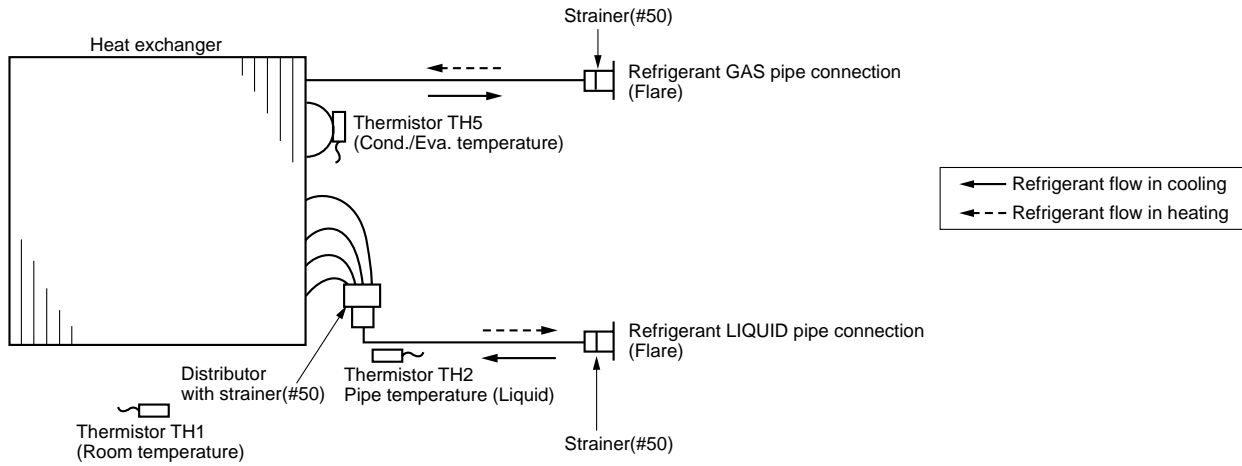 Strainer(#50)
Heat exchanger
Refrigerant GAS pipe connection
(Flare)
Thermistor TH5
(Cond./Eva. temperature)
Refrigerant flow in cooling
Refrigerant flow in heating
Refrigerant LIQUID pipe connection
(Flare)
Distributor
with strainer(#50)
Thermistor TH2
Pipe temperature (Liquid)
Thermistor TH1
(Room temperature)
Strainer(#50)